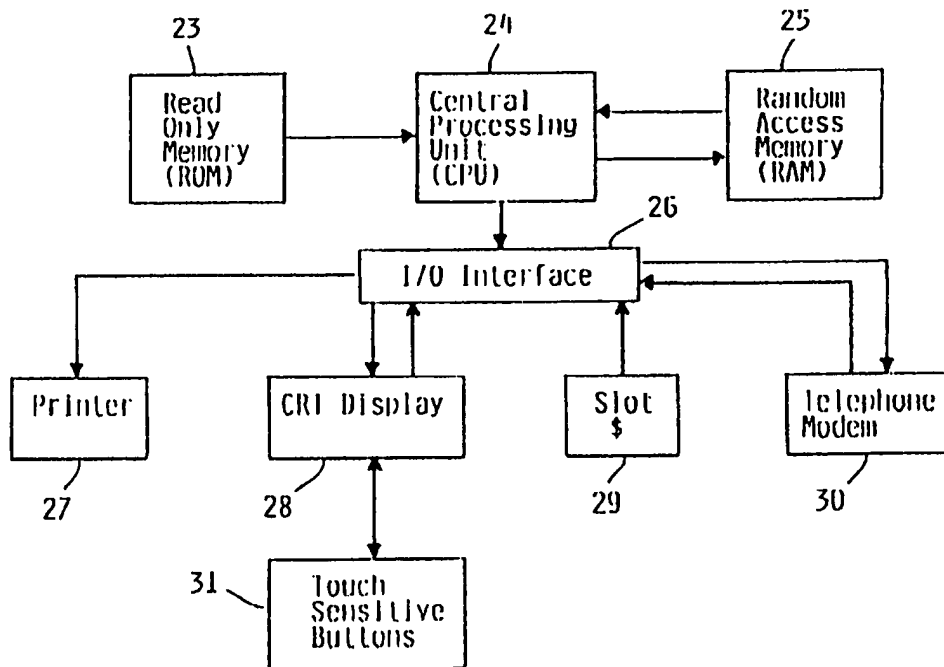 23
24
25
Read
Only
Memory
(ROM)
Central
Processing
Unit
(CPU)
Random
Access
Memory
(RAM)
26
I/O Interface
Printer
CRT Display
Slot
$
Telephone
Modem
27
28
29
30
31
Touch
Sensitive
Buttons